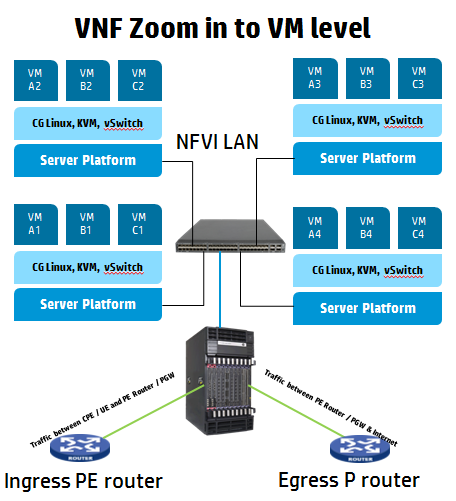 VNF Zoom in to VM level
VM
A2
VM
B2
VM
C2
CG Linux, KVM, vSwitch
Server Platform
VM
A3
VM
B3
VM
C3
CG Linux, KVM, vSwitch
Server Platform
NFVI LAN
VM
A1
VM
B1
VM
C1
CG Linux, KVM, vSwitch
Server Platform
VM
A4
VM
B4
VM
C4
CG Linux, KVM, vSwitch
Server Platform
Traffic between CPE / UE and PE Router / PGW
Traffic between PE Router / PGW & Internet
ROUTER
ROUTER
Ingress PE router
Egress P router